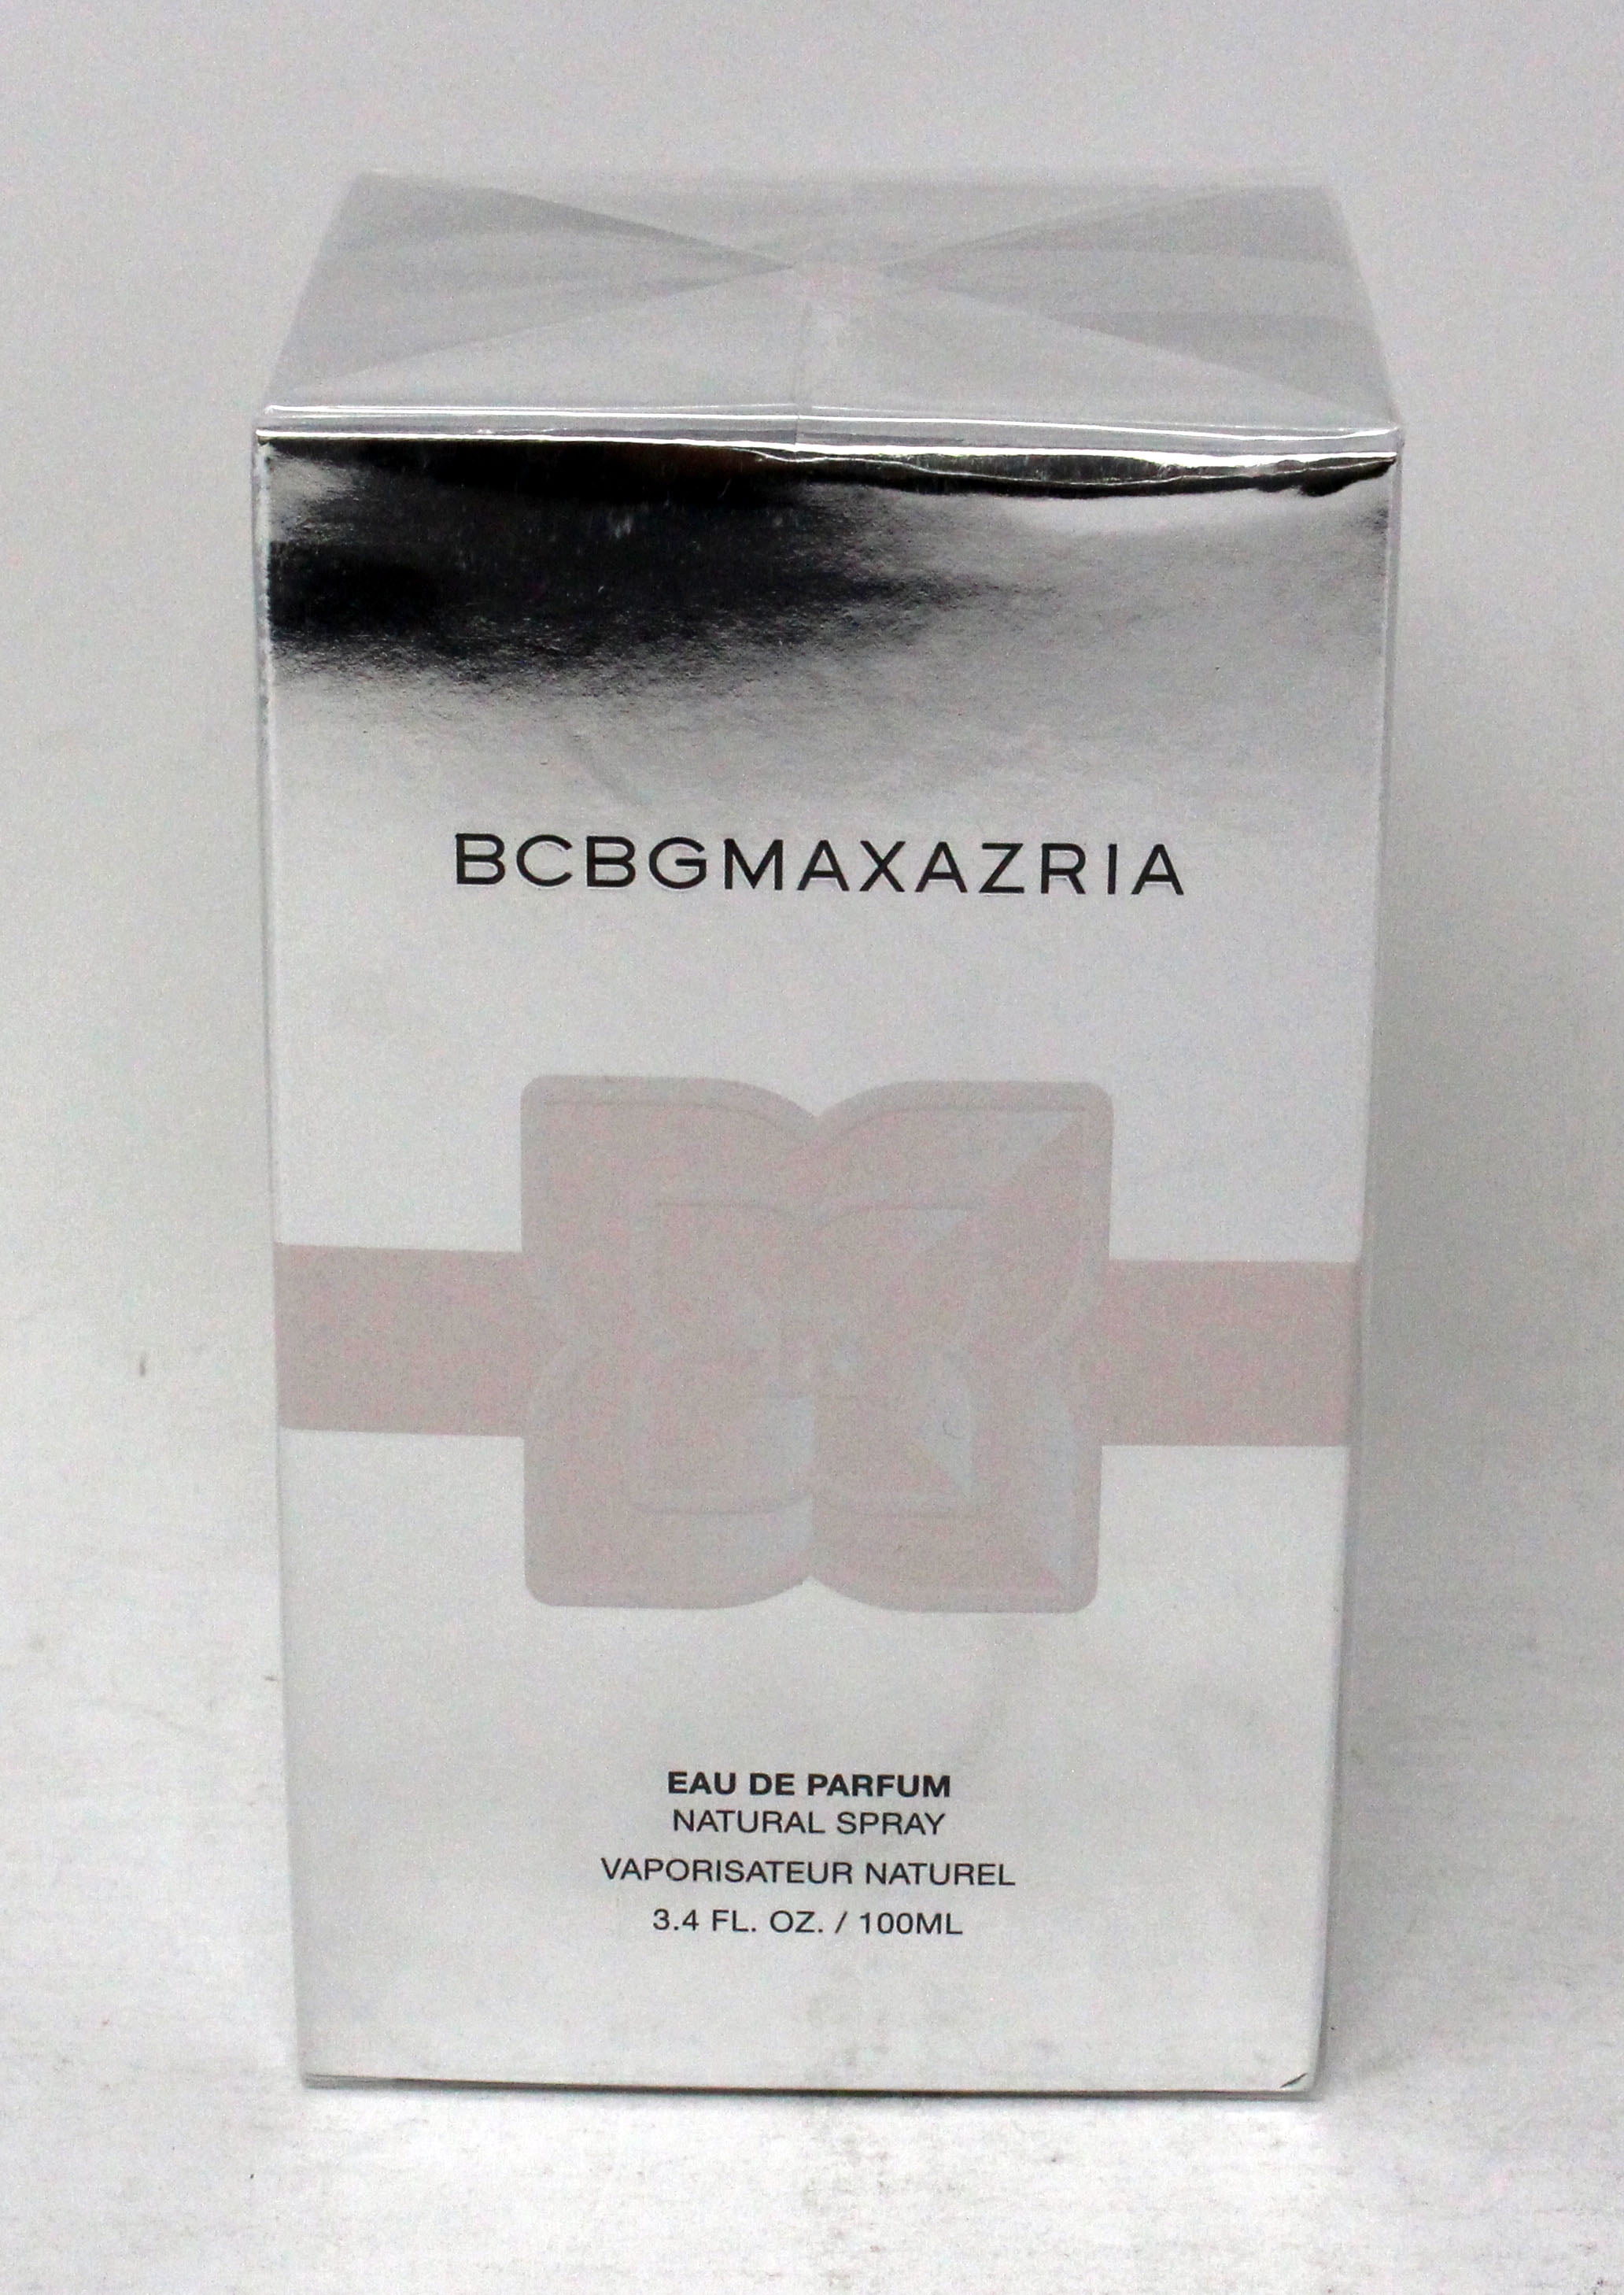 BCBGMAXAZRIA
EAU DE PARFUM
NATURAL SPRAY
VAPORISATEUR NATUREL
3.4 FL. OZ. / 100ML